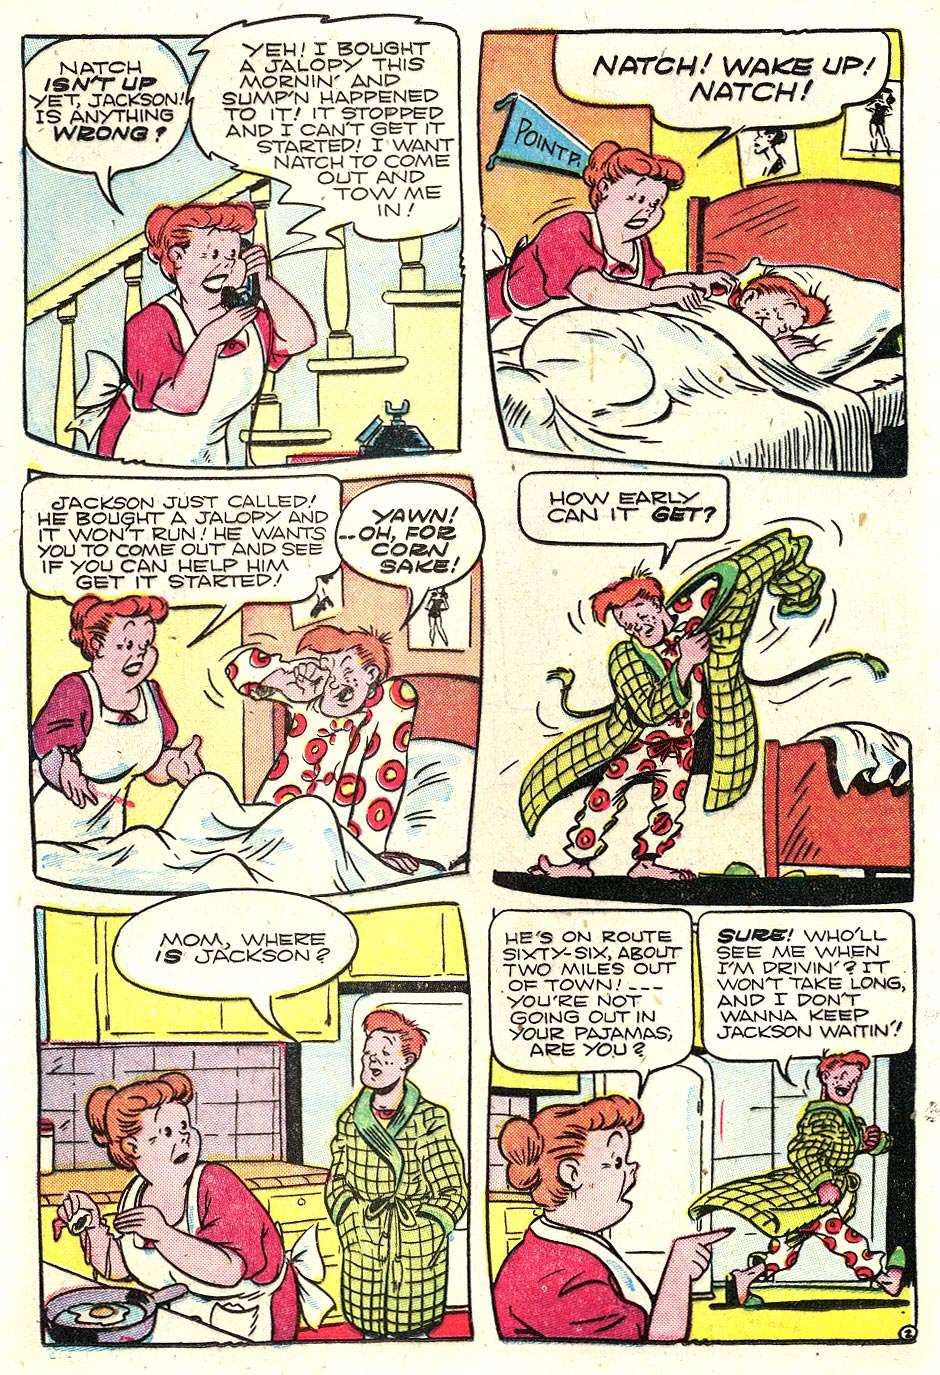 NATCH
ISN'T UP
YET, JACKSON!
IS ANYTHING
WRONG?
YEH! I BOUGHT
A JALOPY THIS
MORNIN' AND
SUMP'N HAPPENED
TO IT! IT STOPPED
AND I CAN'T GET IT
STARTED! I WANT
NATCH TO COME
OUT AND
TOW ME
IN!
NATCH! WAKE UP!
NATCH!
POINT P.
JACKSON JUST CALLED!
HE BOUGHT A JALOPY AND
IT WON'T RUN! HE WANTS
YOU TO COME OUT AND SEE
IF YOU CAN HELP HIM
GET IT STARTED!
YAWN!
--OH, FOR
CORN
SAKE!
HOW EARLY
CAN IT GET?
MOM, WHERE
IS JACKSON?
HE'S ON ROUTE
SIXTY-SIX, ABOUT
TWO MILES OUT
OF TOWN! ---
YOU'RE NOT
GOING OUT IN
YOUR PAJAMAS,
ARE YOU?
SURE! WHO'LL
SEE ME WHEN
I'M DRIVIN'? IT
WON'T TAKE LONG,
AND I DON'T
WANNA KEEP
JACKSON WAITIN'!
2